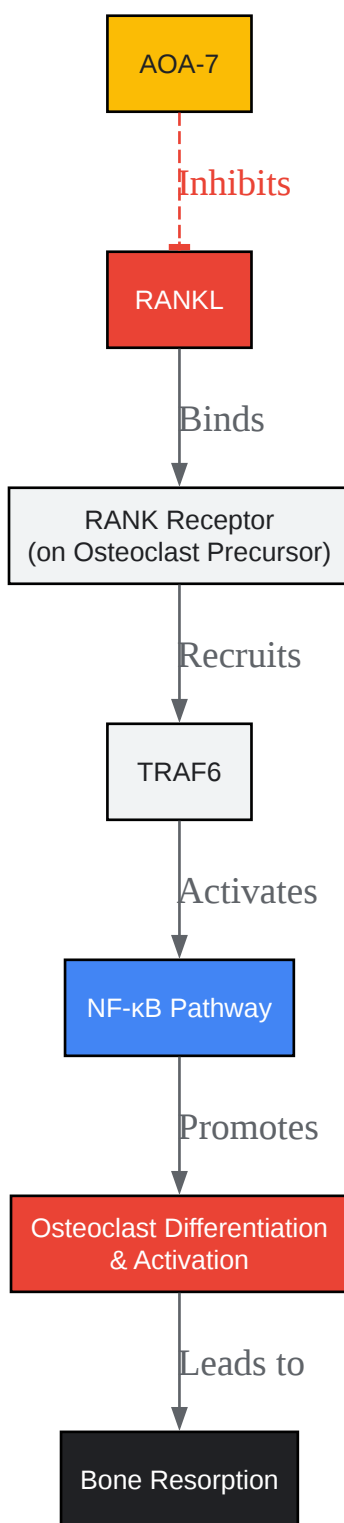 AOA-7
Inhibits
RANKL
Binds
RANK Receptor
(on Osteoclast Precursor)
Recruits
TRAF6
Activates
NF-κB Pathway
Promotes
Osteoclast Differentiation
& Activation
Leads to
Bone Resorption